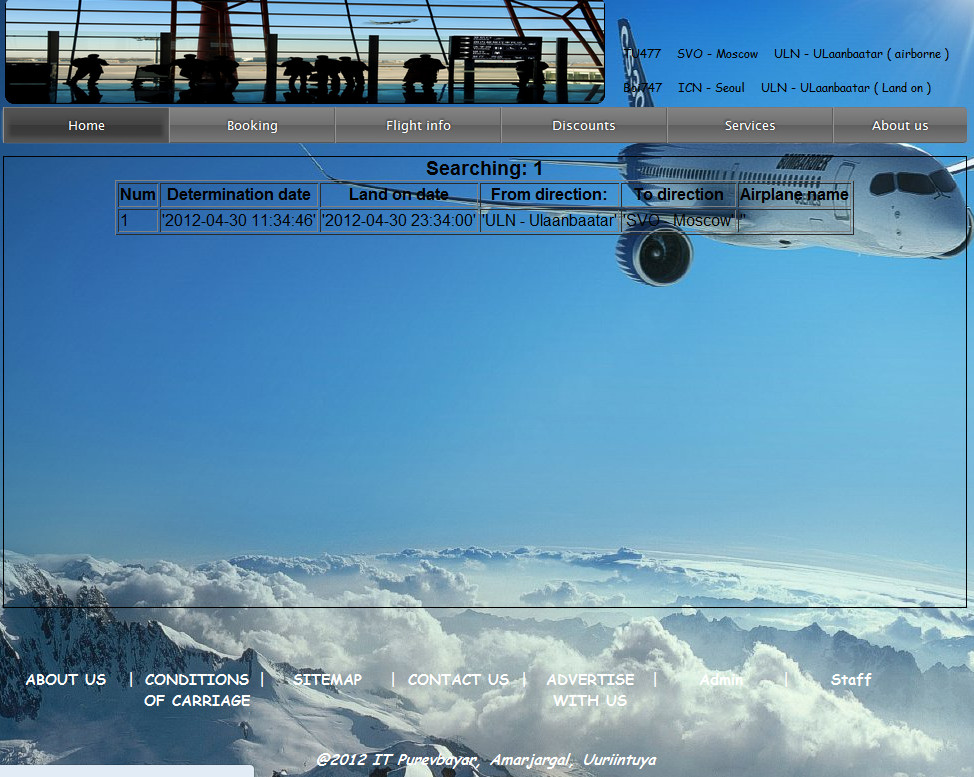 TU477 SVO - Moscow ULN - ULaanbaatar ( airborne )
ICN - Seoul ULN - ULaanbaatar ( Land on )
Home Booking Flight info Discounts Services About us
BOMBARDIER
Searching: 1
Num Determination date Land on date From direction: To direction Airplane name
1 '2012-04-30 11:34:46' '2012-04-30 23:34:00' 'ULN - Ulaanbaatar' 'SVO - Moscow' ''
ABOUT US | CONDITIONS OF CARRIAGE | SITEMAP | CONTACT US | ADVERTISE WITH US | Admin | Staff
@2012 IT Purevbayar, Amarjargal, Uuriintuya